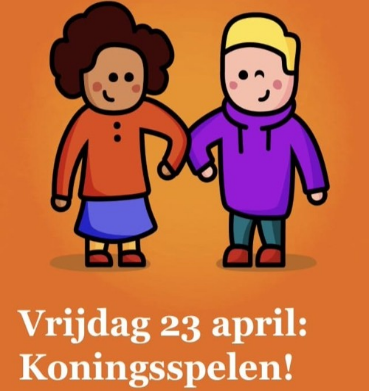 Vrijdag 23 april:
Koningsspelen!